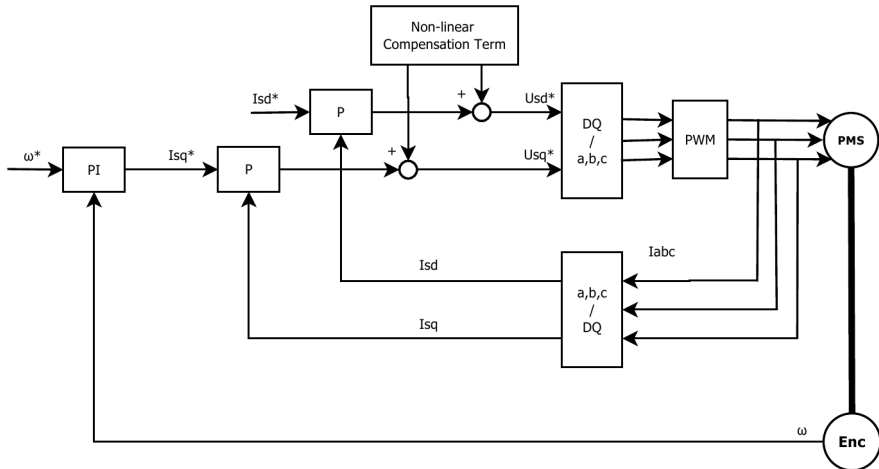 Non-linear
Compensation Term
Isd*
P
+
Usd*
DQ
/
a,b,c
PWM
PMS
ω*
PI
Isq*
P
+
Usq*
Iabc
Isd
a,b,c
/
DQ
Isq
ω
Enc